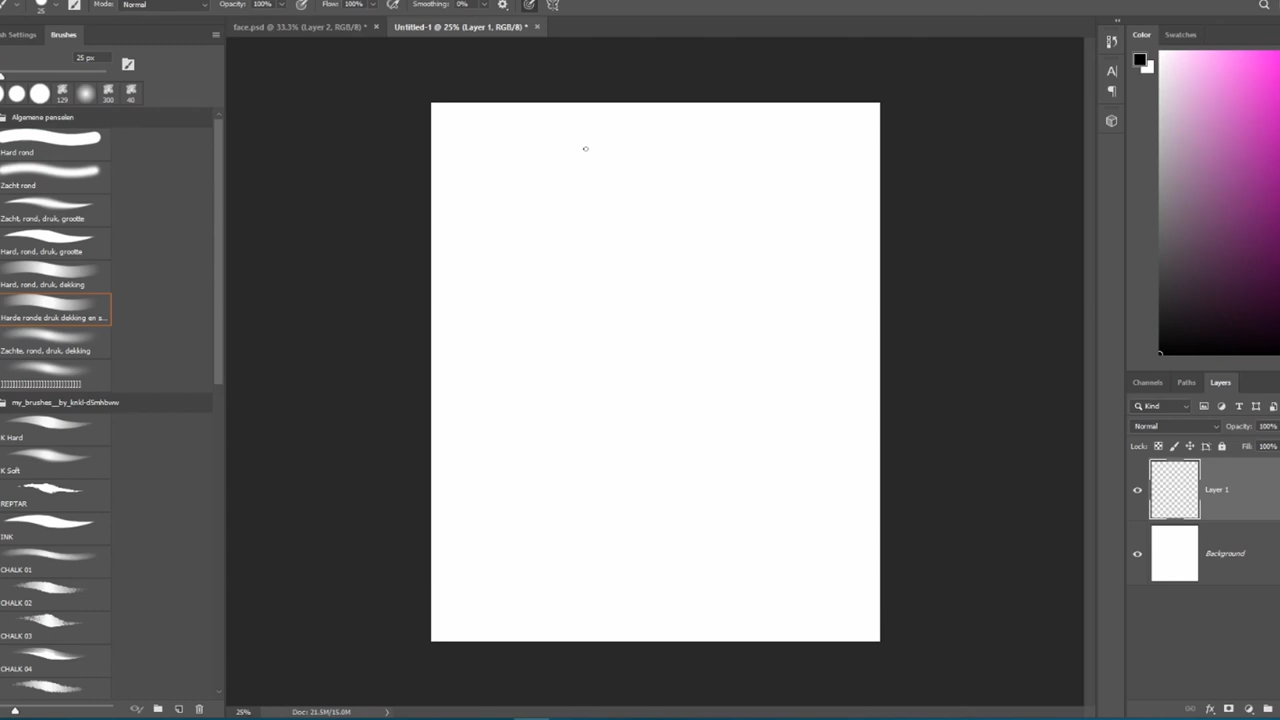 Mode: Normal Opacity: 100% Flow: 100% Smoothing: 0%
25
face.psd @ 33.3% (Layer 2, RGB/8) * × Untitled-1 @ 25% (Layer 1, RGB/8) * ×
sh Settings Brushes
25 px
129 300 40
Algemene penselen
Hard rond
Zacht rond
Zacht, rond, druk, grootte
Hard, rond, druk, grootte
Hard, rond, druk, dekking
Harde ronde druk dekking en s...
Zachte, rond, druk, dekking
my_brushes__by_knkl-d5mhbww
K Hard
K Soft
REPTAR
INK
CHALK 01
CHALK 02
CHALK 03
CHALK 04
25% Doc: 21.5M/15.0M
Color Swatches
Channels Paths Layers
Kind
Normal Opacity: 100%
Lock: Fill: 100%
Layer 1
Background